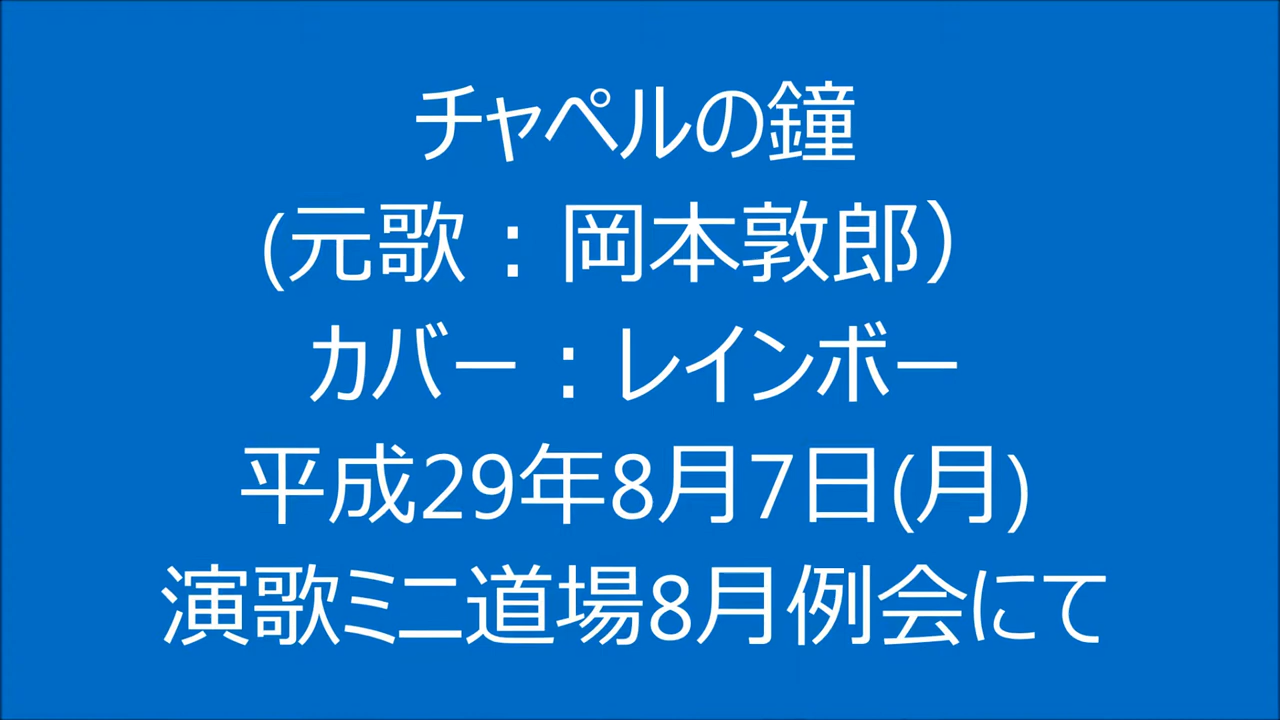 チャペルの鐘
(元歌：岡本敦郎）
カバー：レインボー
平成29年8月7日(月)
演歌ミニ道場8月例会にて